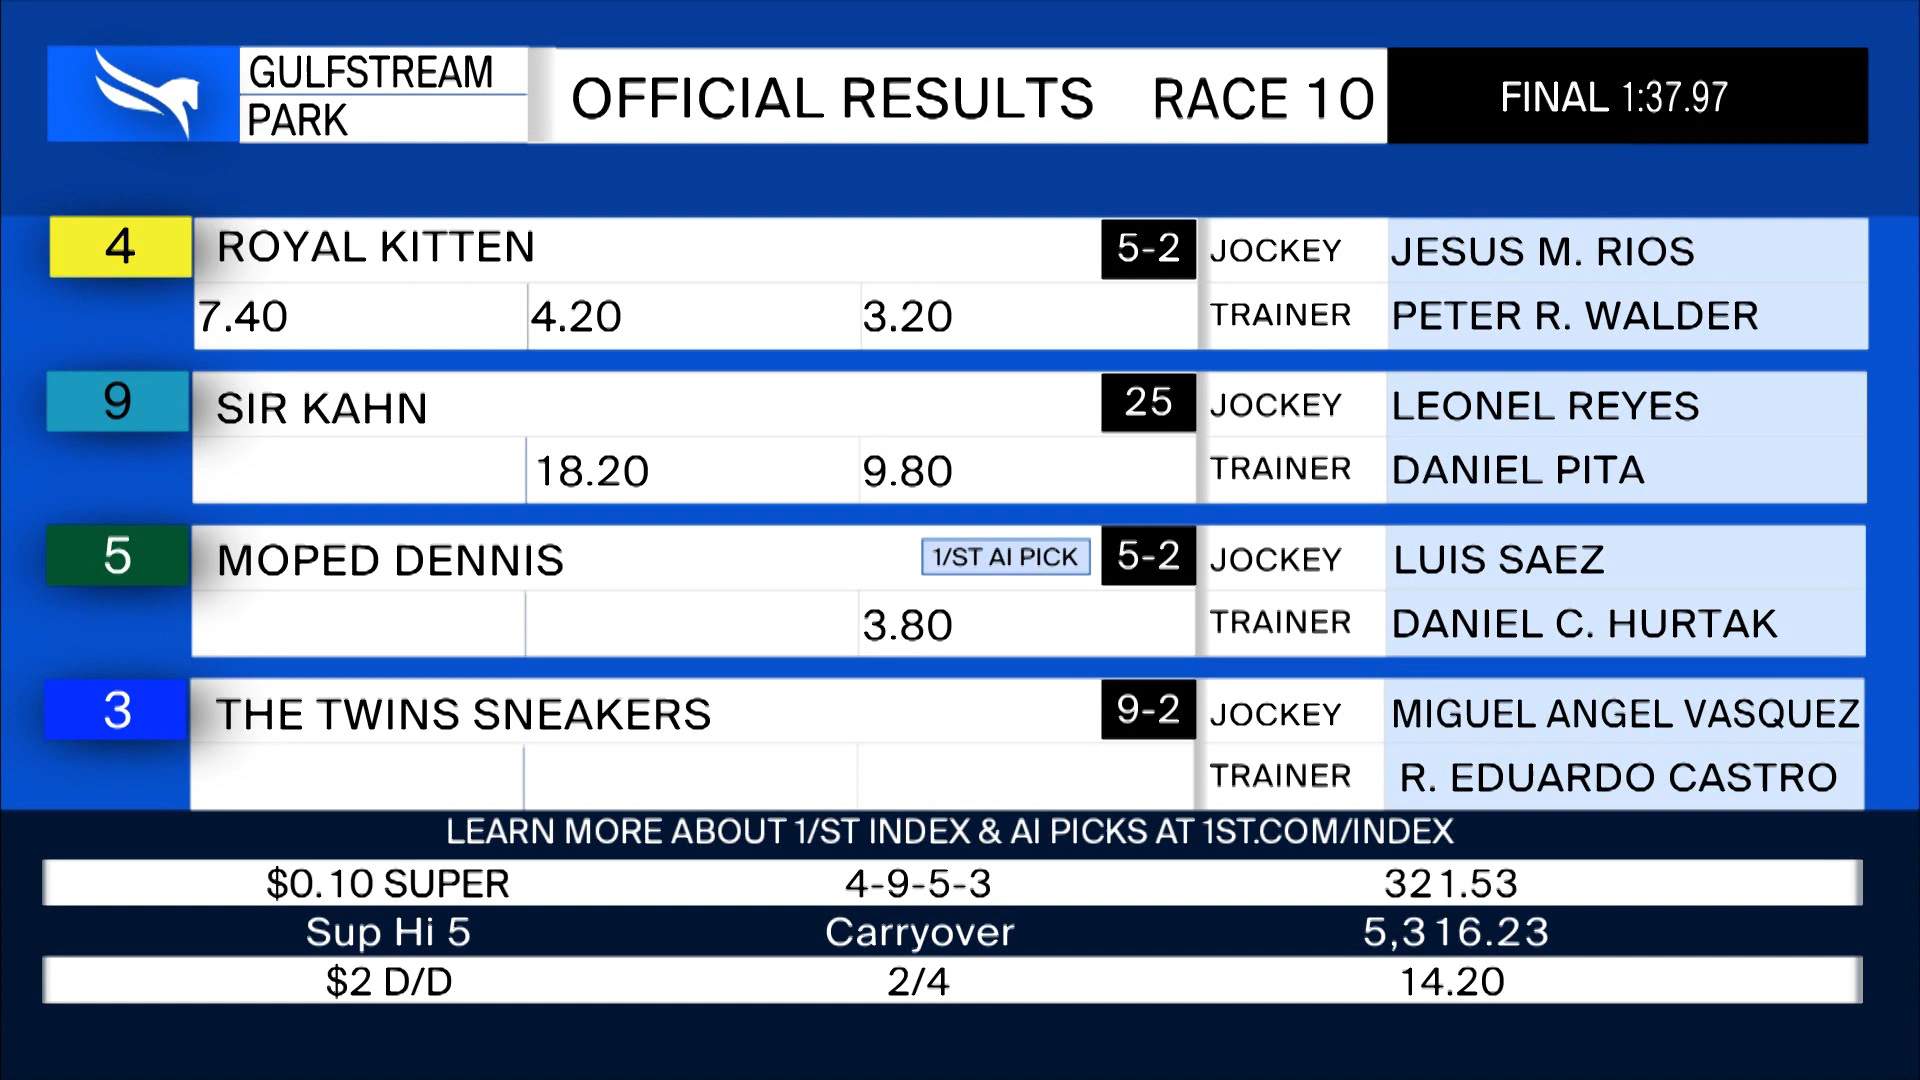 GULFSTREAM
PARK
OFFICIAL RESULTS RACE 10
FINAL 1:37.97
4 ROYAL KITTEN 5-2 JOCKEY JESUS M. RIOS
7.40 4.20 3.20 TRAINER PETER R. WALDER
9 SIR KAHN 25 JOCKEY LEONEL REYES
18.20 9.80 TRAINER DANIEL PITA
5 MOPED DENNIS 1/ST AI PICK 5-2 JOCKEY LUIS SAEZ
3.80 TRAINER DANIEL C. HURTAK
3 THE TWINS SNEAKERS 9-2 JOCKEY MIGUEL ANGEL VASQUEZ
TRAINER R. EDUARDO CASTRO
LEARN MORE ABOUT 1/ST INDEX & AI PICKS AT 1ST.COM/INDEX
$0.10 SUPER 4-9-5-3 321.53
Sup Hi 5 Carryover 5,316.23
$2 D/D 2/4 14.20